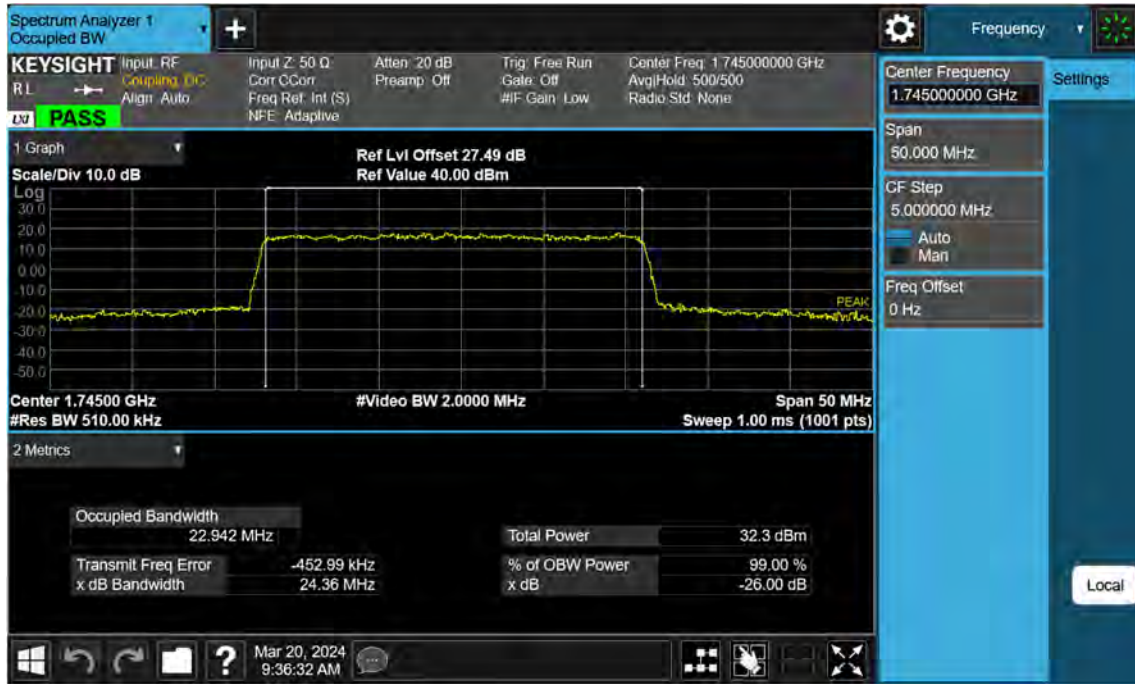 Spectrum Analyzer 1
Occupied BW
Frequency
KEYSIGHT
RL
LXI PASS
Input: RF
Coupling: DC
Align: Auto
Input Z: 50 Ω
Corr CCorr
Freq Ref: Int (S)
NFE: Adaptive
Atten: 20 dB
Preamp: Off
Trig: Free Run
Gate: Off
#IF Gain: Low
Center Freq: 1.745000000 GHz
Avg|Hold: 500/500
Radio Std: None
Center Frequency
1.745000000 GHz
Settings
Span
50.000 MHz
CF Step
5.000000 MHz
Auto
Man
Freq Offset
0 Hz
Local
1 Graph
Scale/Div 10.0 dB
Ref Lvl Offset 27.49 dB
Ref Value 40.00 dBm
Log
30.0
20.0
10.0
0.00
-10.0
-20.0
-30.0
-40.0
-50.0
PEAK
Center 1.74500 GHz
#Res BW 510.00 kHz
#Video BW 2.0000 MHz
Span 50 MHz
Sweep 1.00 ms (1001 pts)
2 Metrics
Occupied Bandwidth
22.942 MHz
Transmit Freq Error -452.99 kHz
x dB Bandwidth 24.36 MHz
Total Power 32.3 dBm
% of OBW Power 99.00 %
x dB -26.00 dB
?
Mar 20, 2024
9:36:32 AM